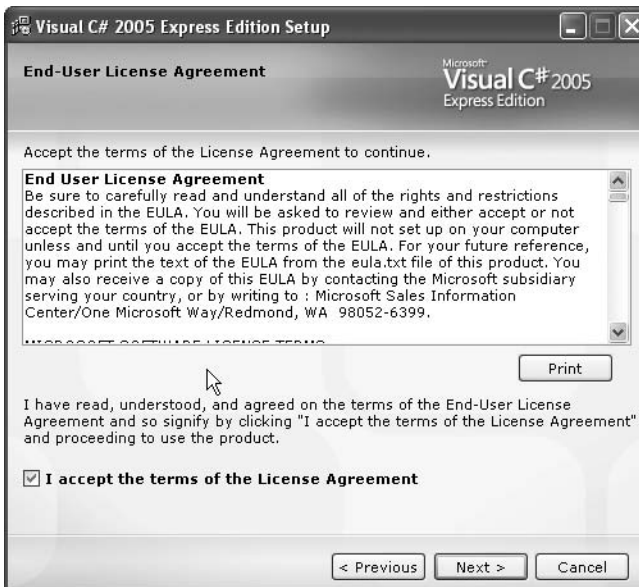 Visual C# 2005 Express Edition Setup
End-User License Agreement
Microsoft
Visual C# 2005
Express Edition
Accept the terms of the License Agreement to continue.
End User License Agreement
Be sure to carefully read and understand all of the rights and restrictions
described in the EULA. You will be asked to review and either accept or not
accept the terms of the EULA. This product will not set up on your computer
unless and until you accept the terms of the EULA. For your future reference,
you may print the text of the EULA from the eula.txt file of this product. You
may also receive a copy of this EULA by contacting the Microsoft subsidiary
serving your country, or by writing to : Microsoft Sales Information
Center/One Microsoft Way/Redmond, WA  98052-6399.
MICROSOFT SOFTWARE LICENSE TERMS
Print
I have read, understood, and agreed on the terms of the End-User License
Agreement and so signify by clicking "I accept the terms of the License Agreement"
and proceeding to use the product.
I accept the terms of the License Agreement
< Previous
Next >
Cancel